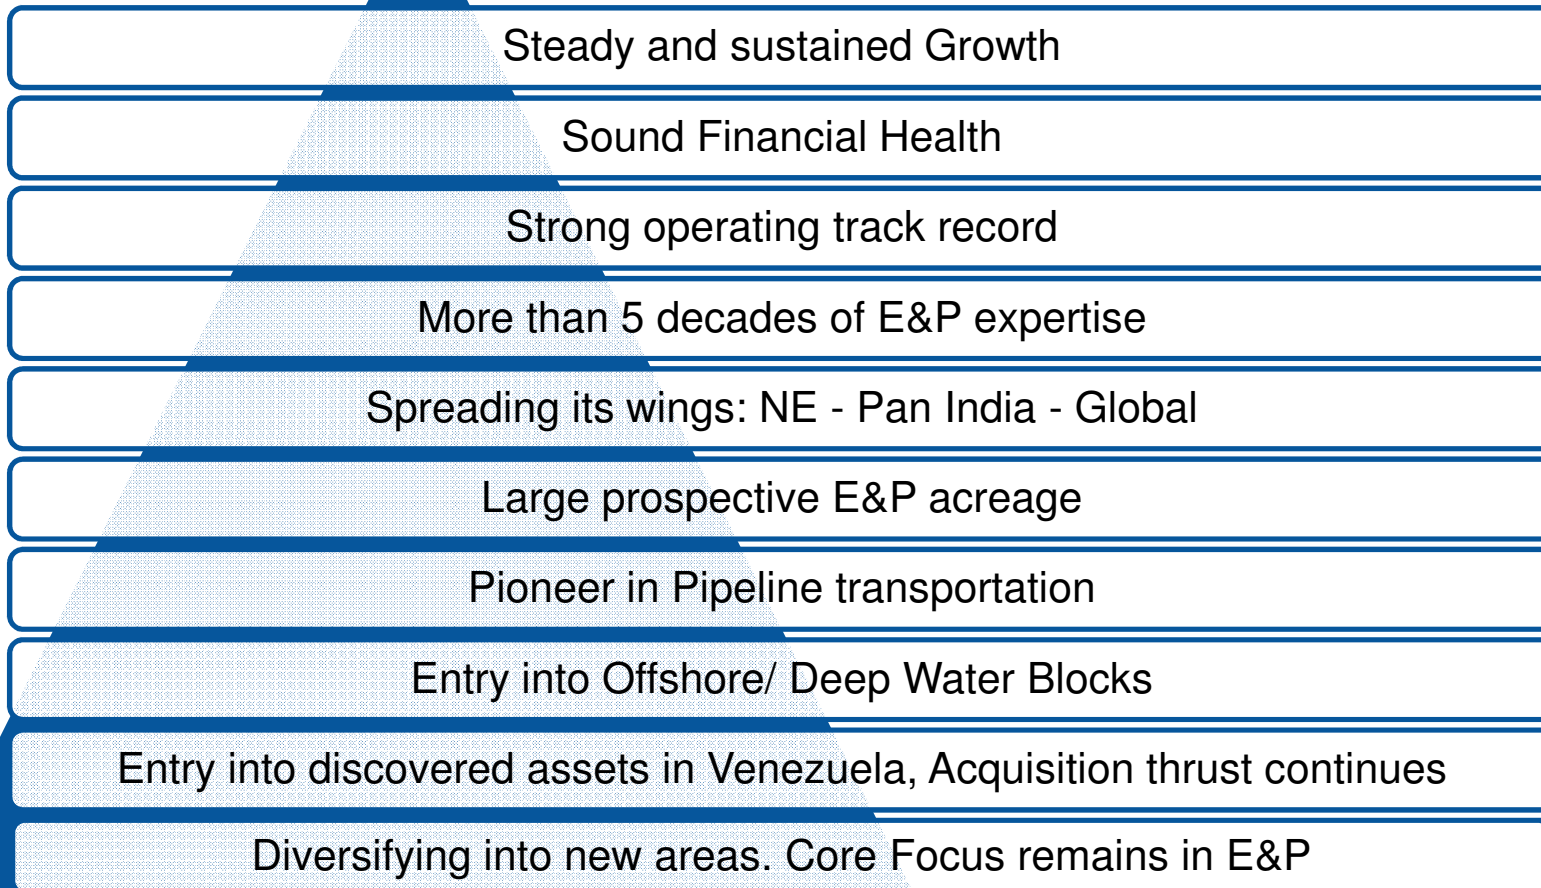 Steady and sustained Growth
Sound Financial Health
Strong operating track record
More than 5 decades of E&P expertise
Spreading its wings: NE - Pan India - Global
Large prospective E&P acreage
Pioneer in Pipeline transportation
Entry into Offshore/ Deep Water Blocks
Entry into discovered assets in Venezuela, Acquisition thrust continues
Diversifying into new areas. Core Focus remains in E&P